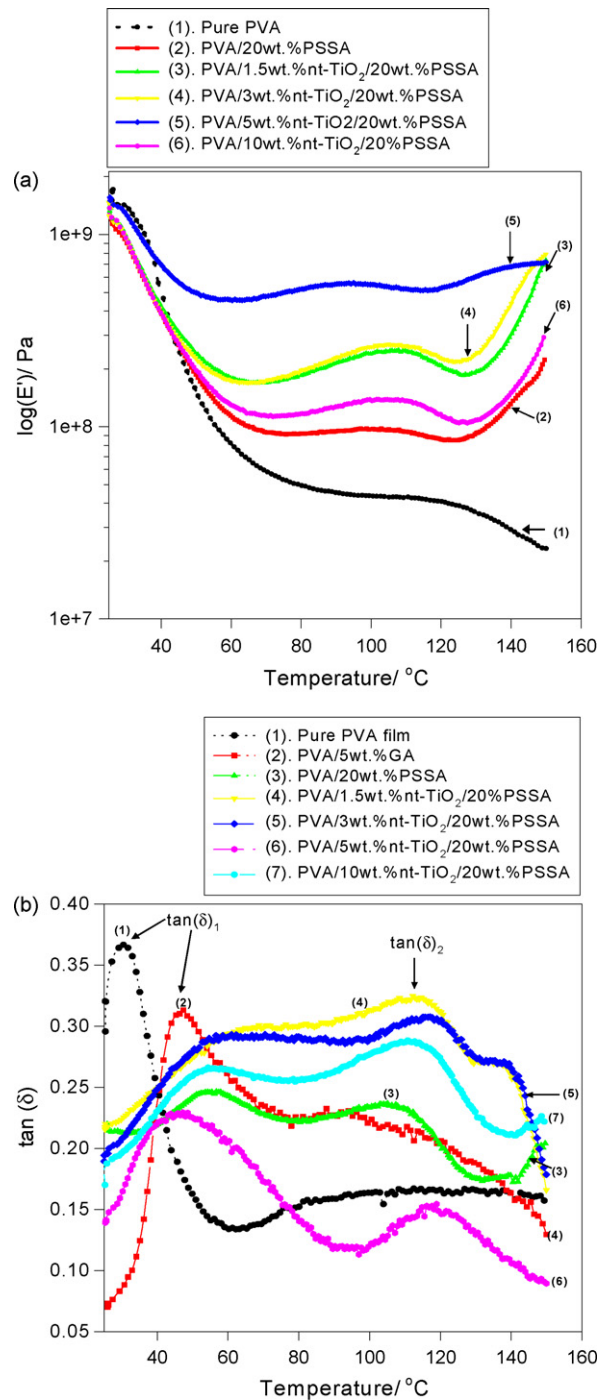 (1). Pure PVA
(2). PVA/20wt.%PSSA
(3). PVA/1.5wt.%nt-TiO₂/20wt.%PSSA
(4). PVA/3wt.%nt-TiO₂/20wt.%PSSA
(5). PVA/5wt.%nt-TiO2/20wt.%PSSA
(6). PVA/10wt.%nt-TiO₂/20%PSSA
(a)
log(E')/ Pa
1e+9
1e+8
1e+7
(5)
(3)
(4)
(6)
(2)
(1)
40 60 80 100 120 140 160
Temperature/ °C
(1). Pure PVA film
(2). PVA/5wt.%GA
(3). PVA/20wt.%PSSA
(4). PVA/1.5wt.%nt-TiO₂/20%PSSA
(5). PVA/3wt.%nt-TiO₂/20wt.%PSSA
(6). PVA/5wt.%nt-TiO₂/20wt.%PSSA
(7). PVA/10wt.%nt-TiO₂/20wt.%PSSA
(b)
tan (δ)
0.40
0.35
0.30
0.25
0.20
0.15
0.10
0.05
(1)
tan(δ)₁
tan(δ)₂
(2)
(4)
(5)
(7)
(3)
(3)
(4)
(6)
40 60 80 100 120 140 160
Temperature/ °C